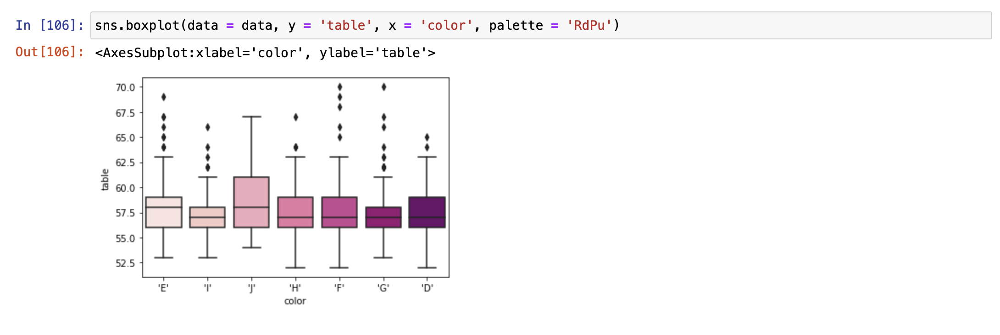 In [106]: sns.boxplot(data = data, y = 'table', x = 'color', palette = 'RdPu')
Out[106]: <AxesSubplot:xlabel='color', ylabel='table'>
70.0
67.5
65.0
62.5
60.0
57.5
55.0
52.5
table
'E' 'I' 'J' 'H' 'F' 'G' 'D'
color